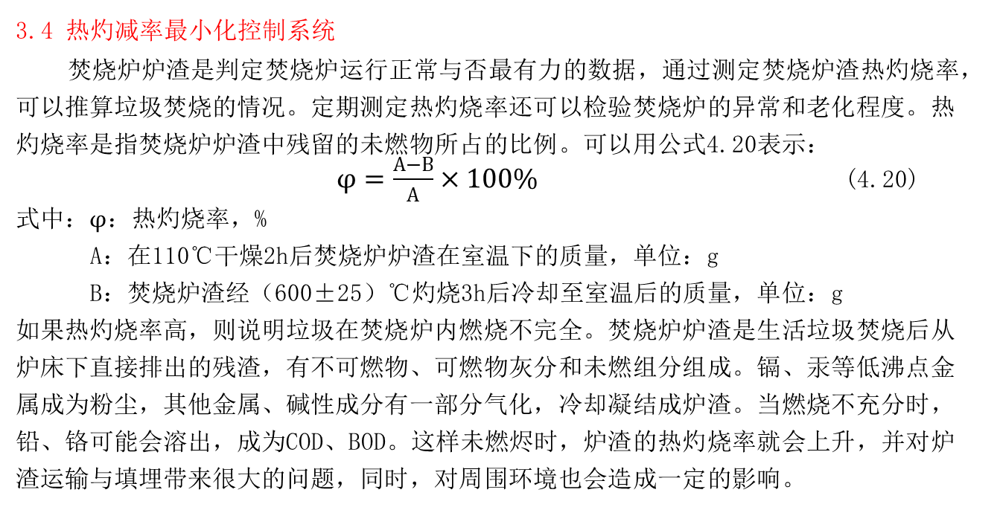 3.4 热灼减率最小化控制系统
焚烧炉炉渣是判定焚烧炉运行正常与否最有力的数据，通过测定焚烧炉渣热灼烧率，
可以推算垃圾焚烧的情况。定期测定热灼烧率还可以检验焚烧炉的异常和老化程度。热
灼烧率是指焚烧炉炉渣中残留的未燃物所占的比例。可以用公式4.20表示：
φ = (A−B)/A × 100% (4.20)
式中：φ：热灼烧率，%
A：在110℃干燥2h后焚烧炉炉渣在室温下的质量，单位：g
B：焚烧炉渣经（600±25）℃灼烧3h后冷却至室温后的质量，单位：g
如果热灼烧率高，则说明垃圾在焚烧炉内燃烧不完全。焚烧炉炉渣是生活垃圾焚烧后从
炉床下直接排出的残渣，有不可燃物、可燃物灰分和未燃组分组成。镉、汞等低沸点金
属成为粉尘，其他金属、碱性成分有一部分气化，冷却凝结成炉渣。当燃烧不充分时，
铅、铬可能会溶出，成为COD、BOD。这样未燃烬时，炉渣的热灼烧率就会上升，并对炉
渣运输与填埋带来很大的问题，同时，对周围环境也会造成一定的影响。